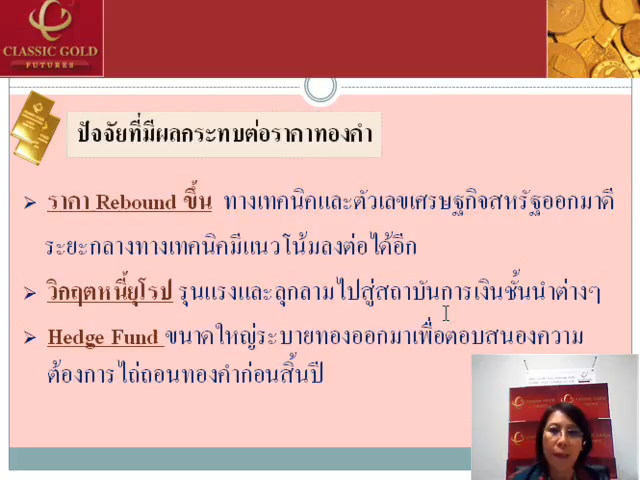 CLASSIC GOLD
FUTURES
ปัจจัยที่มีผลกระทบต่อราคาทองคำ
ราคา Rebound ขึ้น ทางเทคนิคและตัวเลขเศรษฐกิจสหรัฐออกมาดี
ระยะกลางทางเทคนิคมีแนวโน้มลงต่อได้อีก
วิกฤตหนี้ยุโรป รุนแรงและลุกลามไปสู่สถาบันการเงินชั้นนำต่างๆ
Hedge Fund ขนาดใหญ่ระบายทองออกมาเพื่อตอบสนองความ
ต้องการไถ่ถอนทองคำก่อนสิ้นปี
CLASSIC GOLD